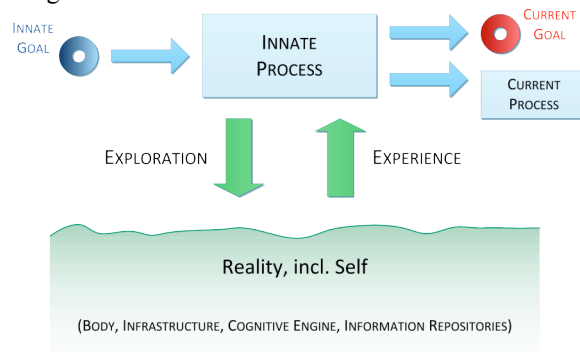 INNATE
GOAL
INNATE
PROCESS
CURRENT
GOAL
CURRENT
PROCESS
EXPLORATION
EXPERIENCE
Reality, incl. Self
(BODY, INFRASTRUCTURE, COGNITIVE ENGINE, INFORMATION REPOSITORIES)